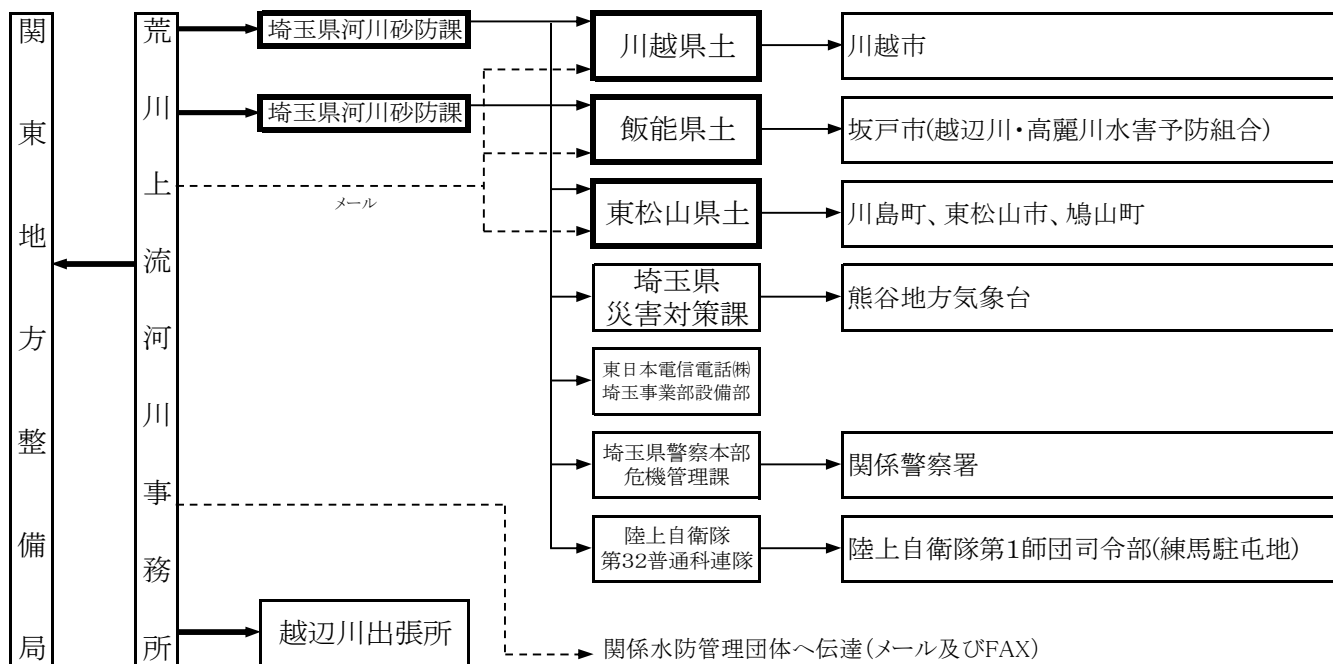 関東地方整備局
荒川上流河川事務所
埼玉県河川砂防課
川越県土
川越市
埼玉県河川砂防課
飯能県土
坂戸市(越辺川・高麗川水害予防組合)
メール
東松山県土
川島町、東松山市、鳩山町
埼玉県
災害対策課
熊谷地方気象台
東日本電信電話㈱
埼玉事業部設備部
埼玉県警察本部
危機管理課
関係警察署
陸上自衛隊
第32普通科連隊
陸上自衛隊第1師団司令部(練馬駐屯地)
越辺川出張所
関係水防管理団体へ伝達(メール及びFAX)